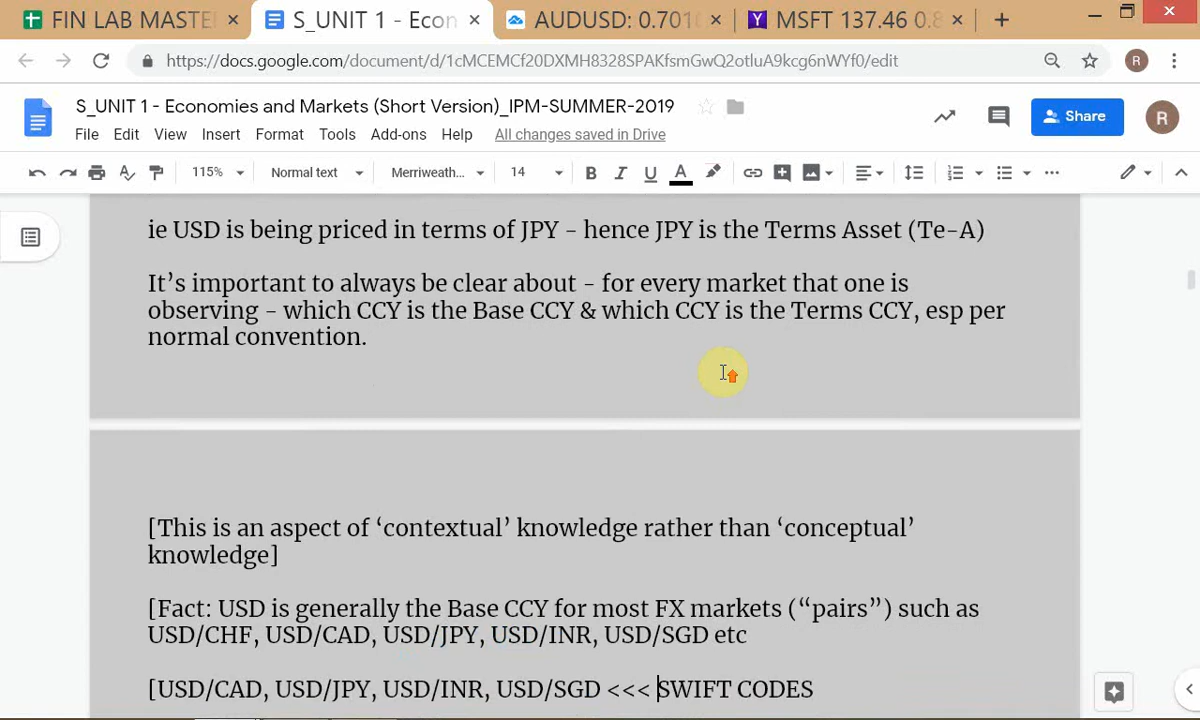 FIN LAB MASTE
S_UNIT 1 - Econ
AUDUSD: 0.701
MSFT 137.46 0.8
https://docs.google.com/document/d/1cMCEMCf20DXMH8328SPAKfsmGwQ2otluA9kcg6nWYf0/edit
R
S_UNIT 1 - Economies and Markets (Short Version)_IPM-SUMMER-2019
File Edit View Insert Format Tools Add-ons Help All changes saved in Drive
Share
R
115% Normal text Merriweath... 14 B I U A
ie USD is being priced in terms of JPY - hence JPY is the Terms Asset (Te-A)
It's important to always be clear about - for every market that one is
observing - which CCY is the Base CCY & which CCY is the Terms CCY, esp per
normal convention.
[This is an aspect of ‘contextual’ knowledge rather than ‘conceptual’
knowledge]
[Fact: USD is generally the Base CCY for most FX markets (“pairs”) such as
USD/CHF, USD/CAD, USD/JPY, USD/INR, USD/SGD etc
[USD/CAD, USD/JPY, USD/INR, USD/SGD <<< SWIFT CODES